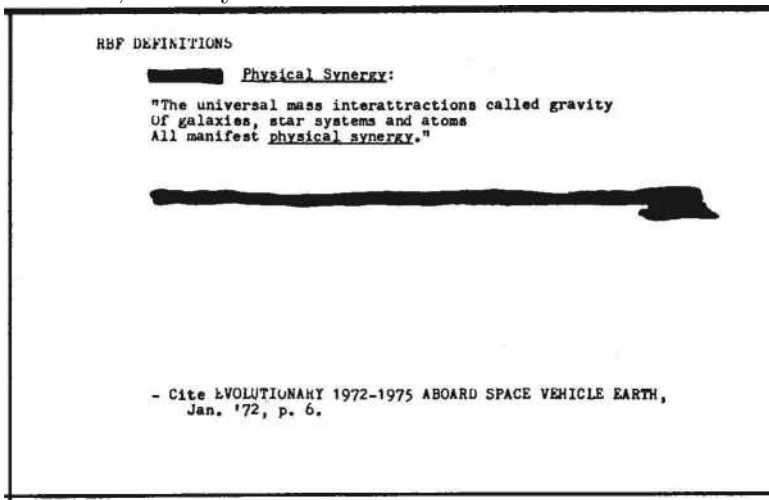 RBF DEFINITIONS
Physical Synergy:
"The universal mass interattractions called gravity
Of galaxies, star systems and atoms
All manifest physical synergy."
- Cite EVOLUTIONARY 1972-1975 ABOARD SPACE VEHICLE EARTH,
Jan. '72, p. 6.